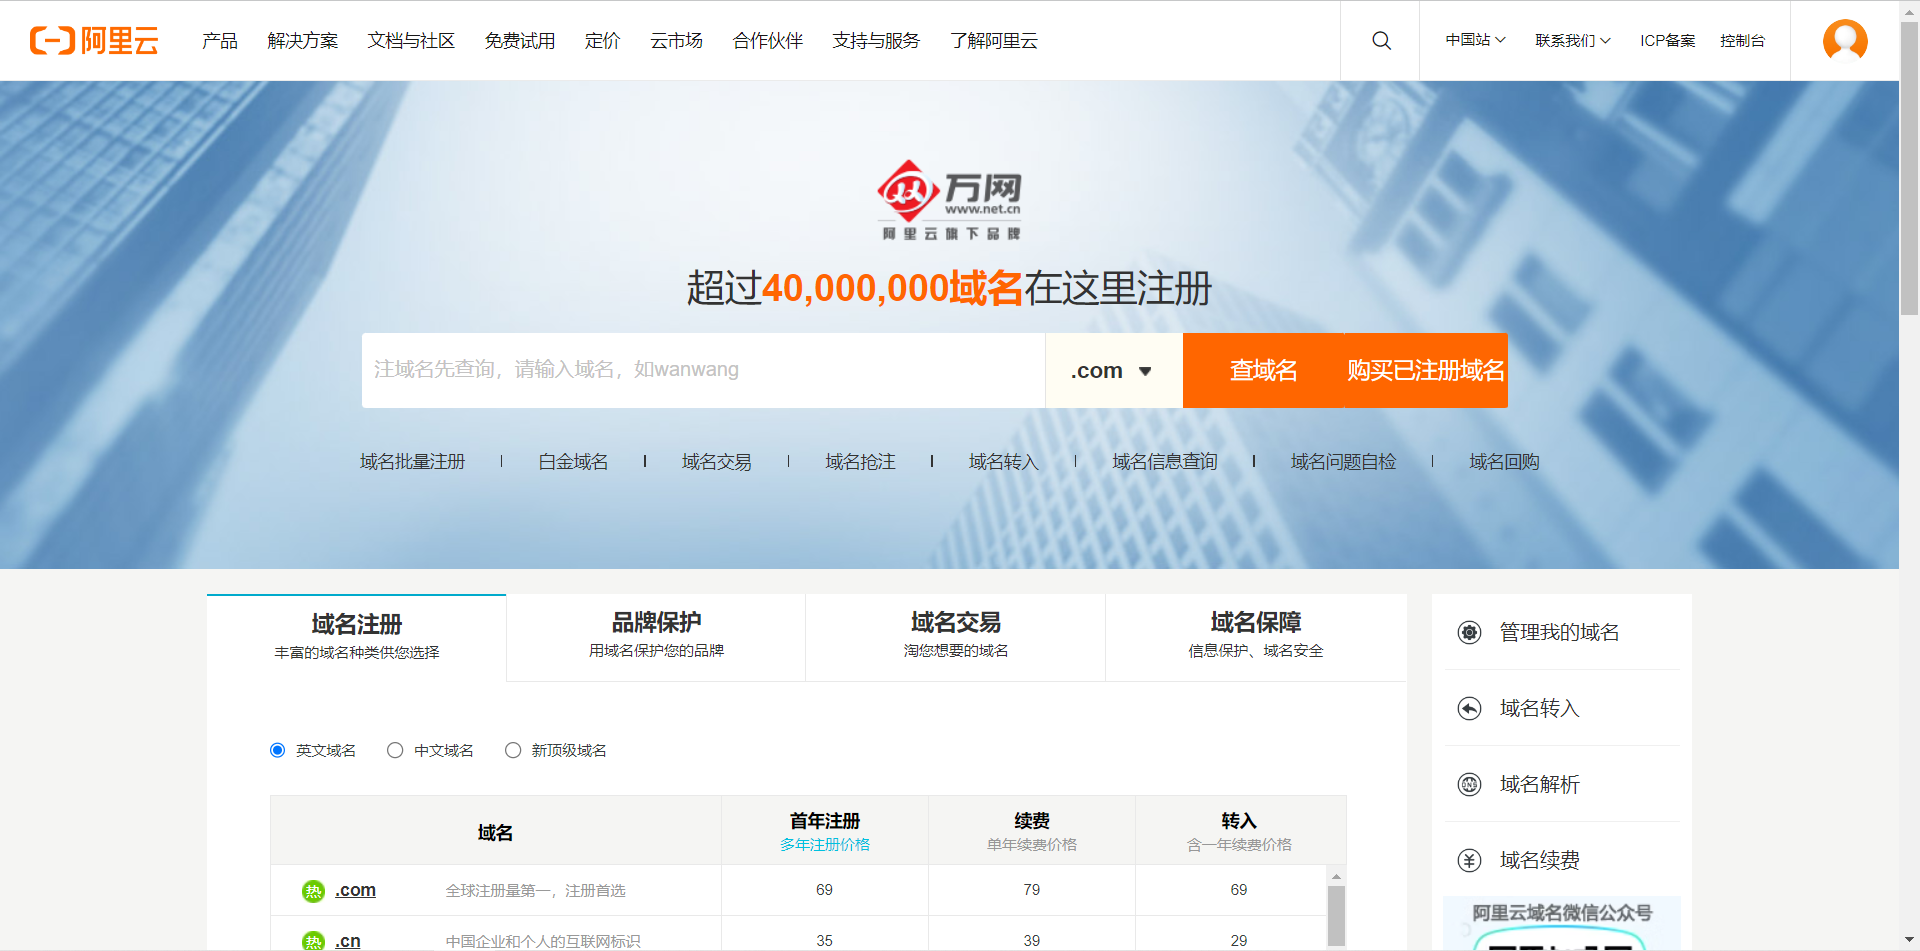 阿里云
产品 解决方案 文档与社区 免费试用 定价 云市场 合作伙伴 支持与服务 了解阿里云
中国站 联系我们 ICP备案 控制台
万网
www.net.cn
阿里云旗下品牌
超过40,000,000域名在这里注册
注域名先查询，请输入域名，如wanwang .com 查域名 购买已注册域名
域名批量注册 白金域名 域名交易 域名抢注 域名转入 域名信息查询 域名问题自检 域名回购
域名注册 品牌保护 域名交易 域名保障
丰富的域名种类供您选择 用域名保护您的品牌 淘您想要的域名 信息保护、域名安全
英文域名 中文域名 新顶级域名
域名 首年注册 续费 转入
多年注册价格 单年续费价格 含一年续费价格
热 .com 全球注册量第一，注册首选 69 79 69
热 .cn 中国企业和个人的互联网标识 35 39 29
管理我的域名
域名转入
DNS 域名解析
域名续费
阿里云域名微信公众号